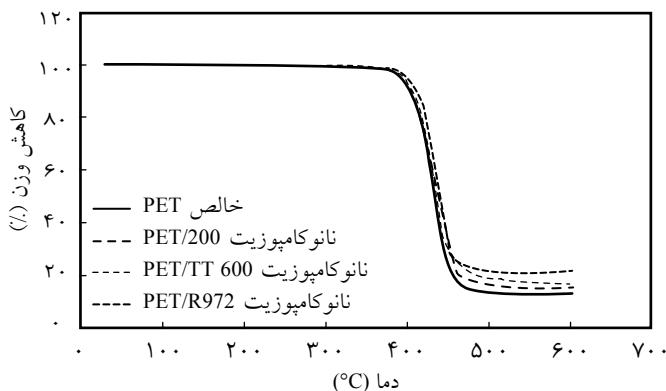 ۱۲۰
۱۰۰
۸۰
۶۰
۴۰
۲۰
۰
کاهش وزن (٪)
PET خالص
PET/200 نانوکامپوزیت
PET/TT 600 نانوکامپوزیت
PET/R972 نانوکامپوزیت
۰ ۱۰۰ ۲۰۰ ۳۰۰ ۴۰۰ ۵۰۰ ۶۰۰ ۷۰۰
دما (°C)